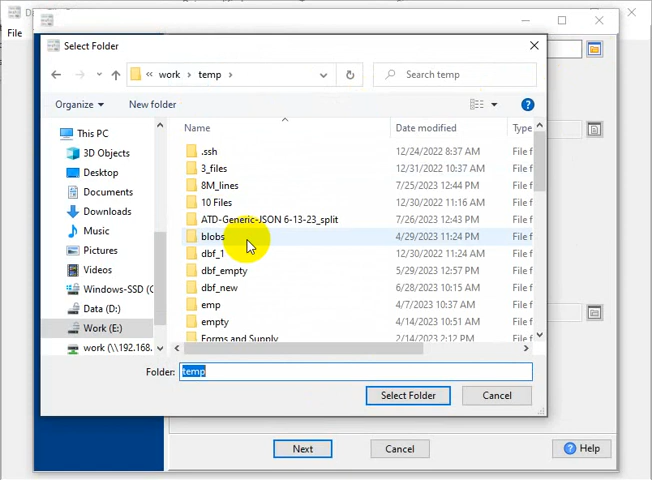 File
Select Folder
work > temp >
Search temp
Organize
New folder
Name
Date modified
Type
This PC
3D Objects
Desktop
Documents
Downloads
Music
Pictures
Videos
Windows-SSD (
Data (D:)
Work (E:)
work (\\192.168.
.ssh 12/24/2022 8:37 AM File f
3_files 12/31/2022 10:37 AM File f
8M_lines 7/25/2023 12:44 PM File f
10 Files 12/30/2022 11:16 AM File f
ATD-Generic-JSON 6-13-23_split 7/26/2023 12:43 PM File f
blobs 4/29/2023 11:24 PM File f
dbf_1 12/30/2022 11:24 AM File f
dbf_empty 5/29/2023 12:57 PM File f
dbf_new 6/28/2023 10:15 AM File f
emp 4/7/2023 10:37 AM File f
empty 4/14/2023 10:51 AM File f
Forms and Supply 2/14/2023 2:12 PM File f
Folder: temp
Select Folder
Cancel
Next
Cancel
Help